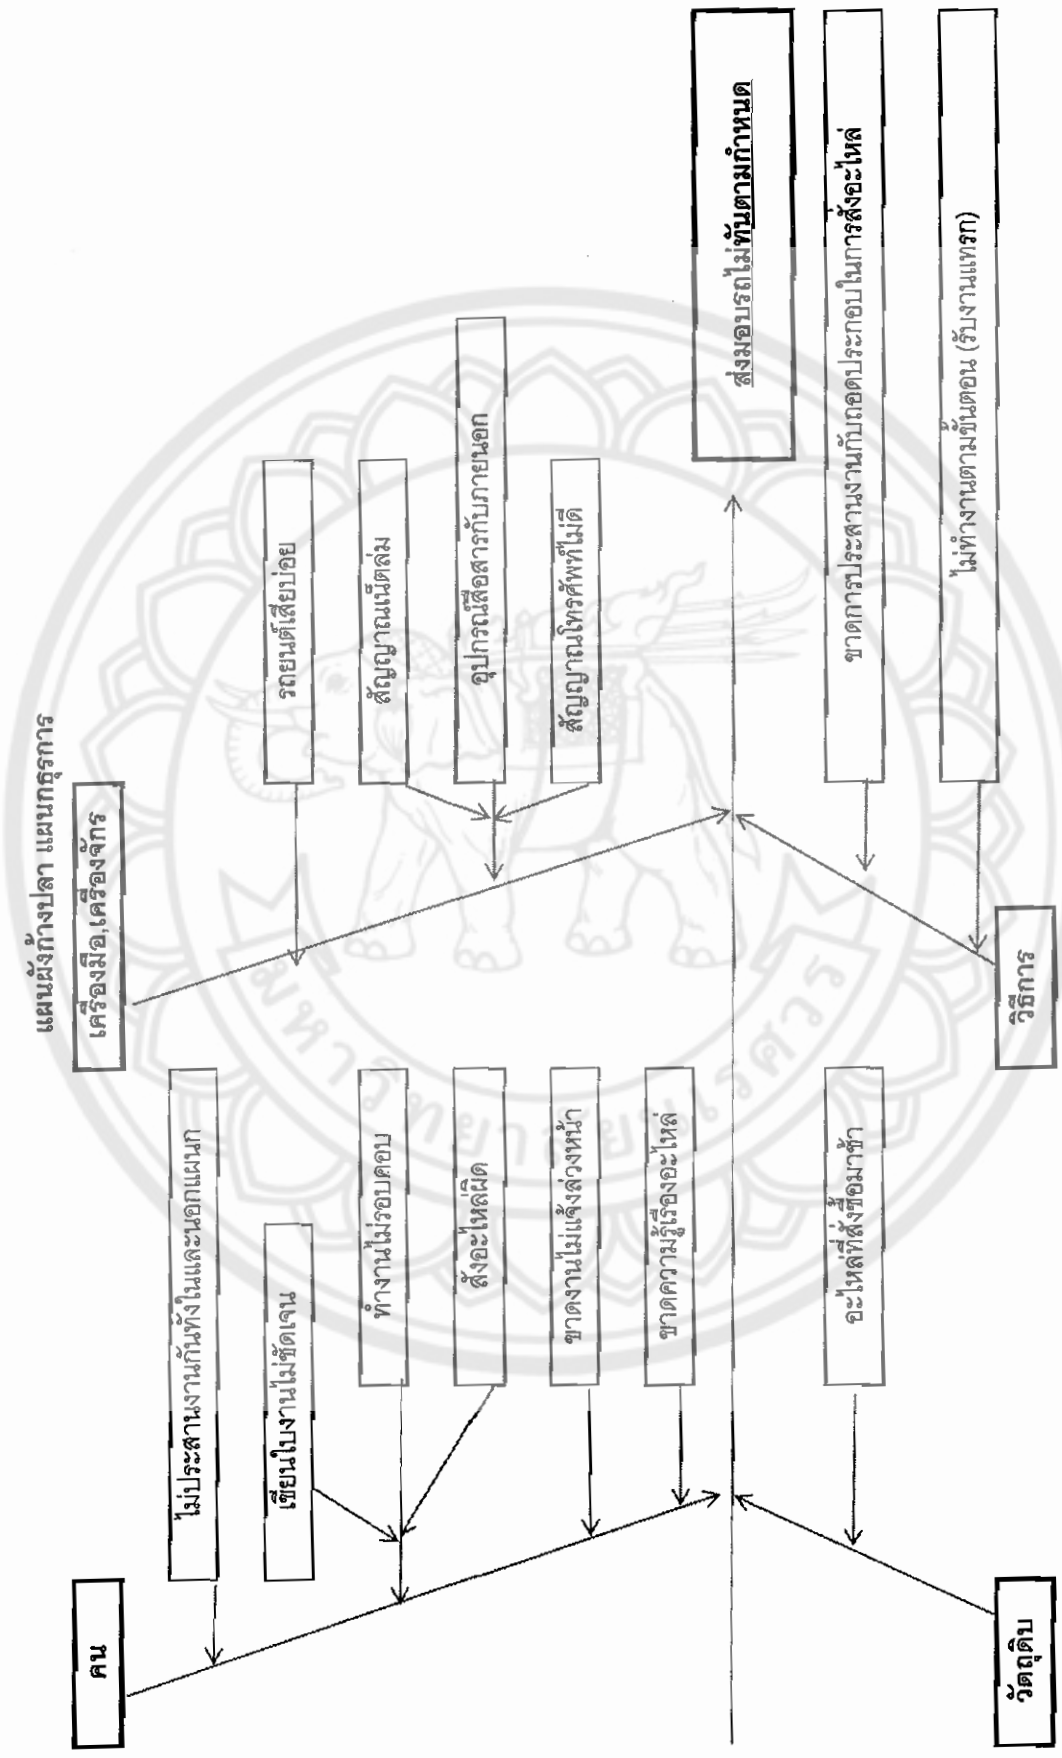 แผนผังก้างปลา แผนกธุรการ
คน
เครื่องมือ,เครื่องจักร
ไม่ประสานงานกันทั้งในและนอกแผนก
เขียนใบงานไม่ชัดเจน
ทำงานไม่รอบคอบ
สั่งอะไหล่ผิด
ขาดงานไม่แจ้งล่วงหน้า
ขาดความรู้เรื่องอะไหล่
รถยนต์เสียบ่อย
สัญญาณเน็ตล่ม
อุปกรณ์สื่อสารกับภายนอก
สัญญาณโทรศัพท์ไม่ดี
ส่งมอบรถไม่ทันตามกำหนด
อะไหล่ที่สั่งซื้อมาช้า
ขาดการประสานงานกับถอดประกอบในการสั่งอะไหล่
ไม่ทำงานตามขั้นตอน (รับงานแทรก)
วัตถุดิบ
วิธีการ
มหาวิทยาลัยนเรศวร